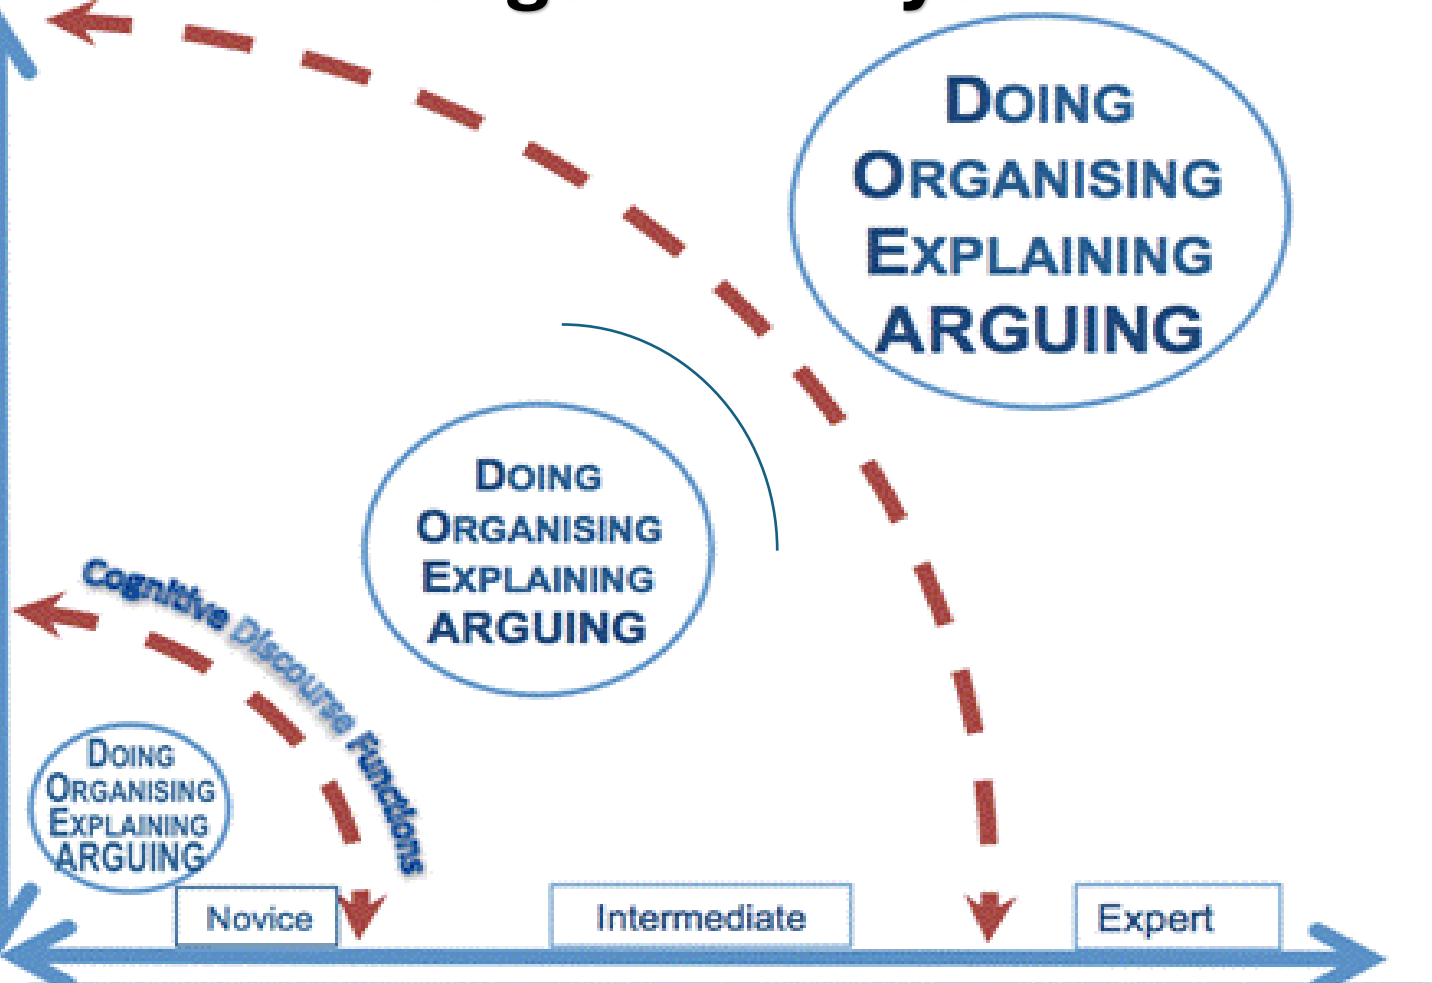 DOING
ORGANISING
EXPLAINING
ARGUING
DOING
ORGANISING
EXPLAINING
ARGUING
Cognitive Discourse Functions
DOING
ORGANISING
EXPLAINING
ARGUING
Novice
Intermediate
Expert